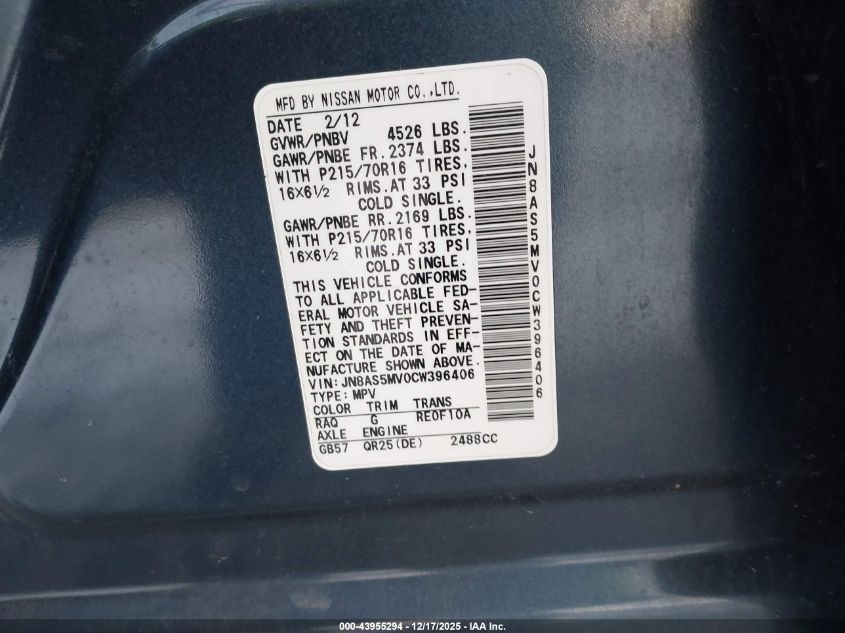 MFD BY NISSAN MOTOR CO.,LTD.
DATE 2/12
GVWR/PNBV 4526 LBS.
GAWR/PNBE FR.2374 LBS.
WITH P215/70R16 TIRES,
16X6½ RIMS.AT 33 PSI
COLD SINGLE.
GAWR/PNBE RR.2169 LBS.
WITH P215/70R16 TIRES,
16X6½ RIMS.AT 33 PSI
COLD SINGLE.
THIS VEHICLE CONFORMS
TO ALL APPLICABLE FED-
ERAL MOTOR VEHICLE SA-
FETY AND THEFT PREVEN-
TION STANDARDS IN EFF-
ECT ON THE DATE OF MA-
NUFACTURE SHOWN ABOVE.
VIN:JN8AS5MV0CW396406
TYPE:MPV
COLOR TRIM TRANS
RAQ G RE0F10A
AXLE ENGINE
GB57 QR25(DE) 2488CC
JN8AS5MV0CW396406
000-43955294 - 12/17/2025 - IAA Inc.